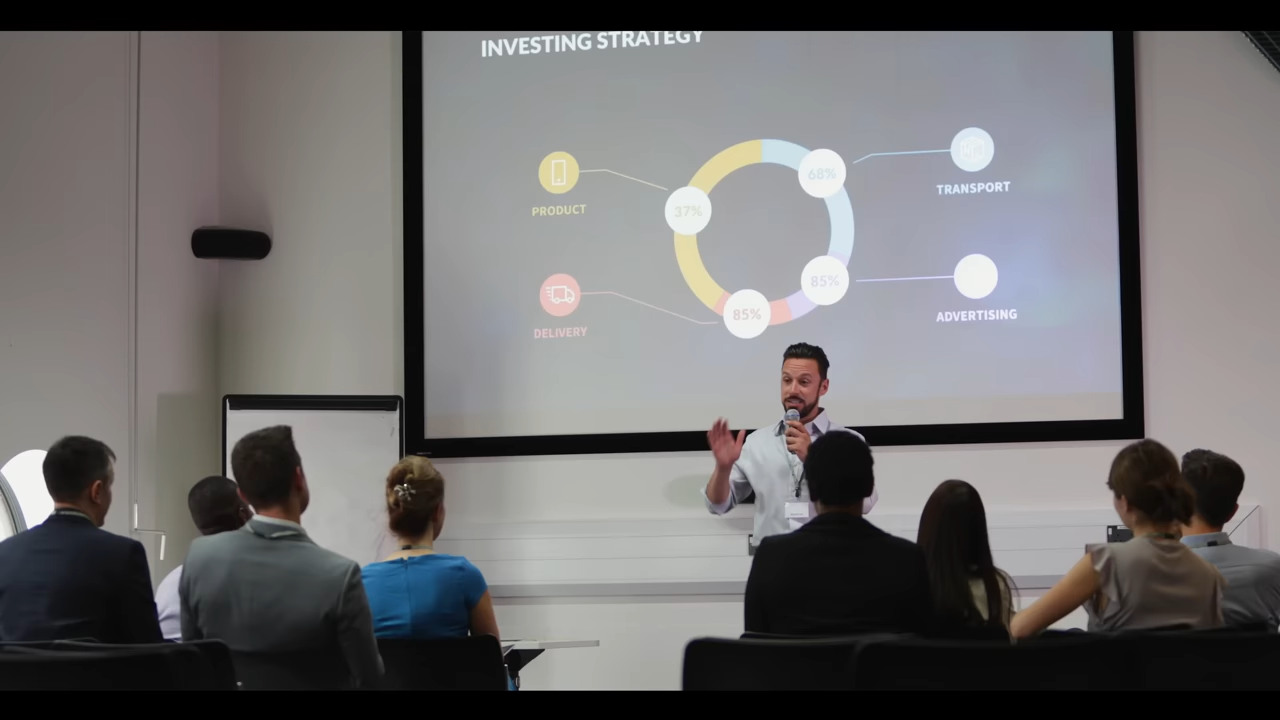 INVESTING STRATEGY
PRODUCT
37%
68%
TRANSPORT
DELIVERY
85%
85%
ADVERTISING